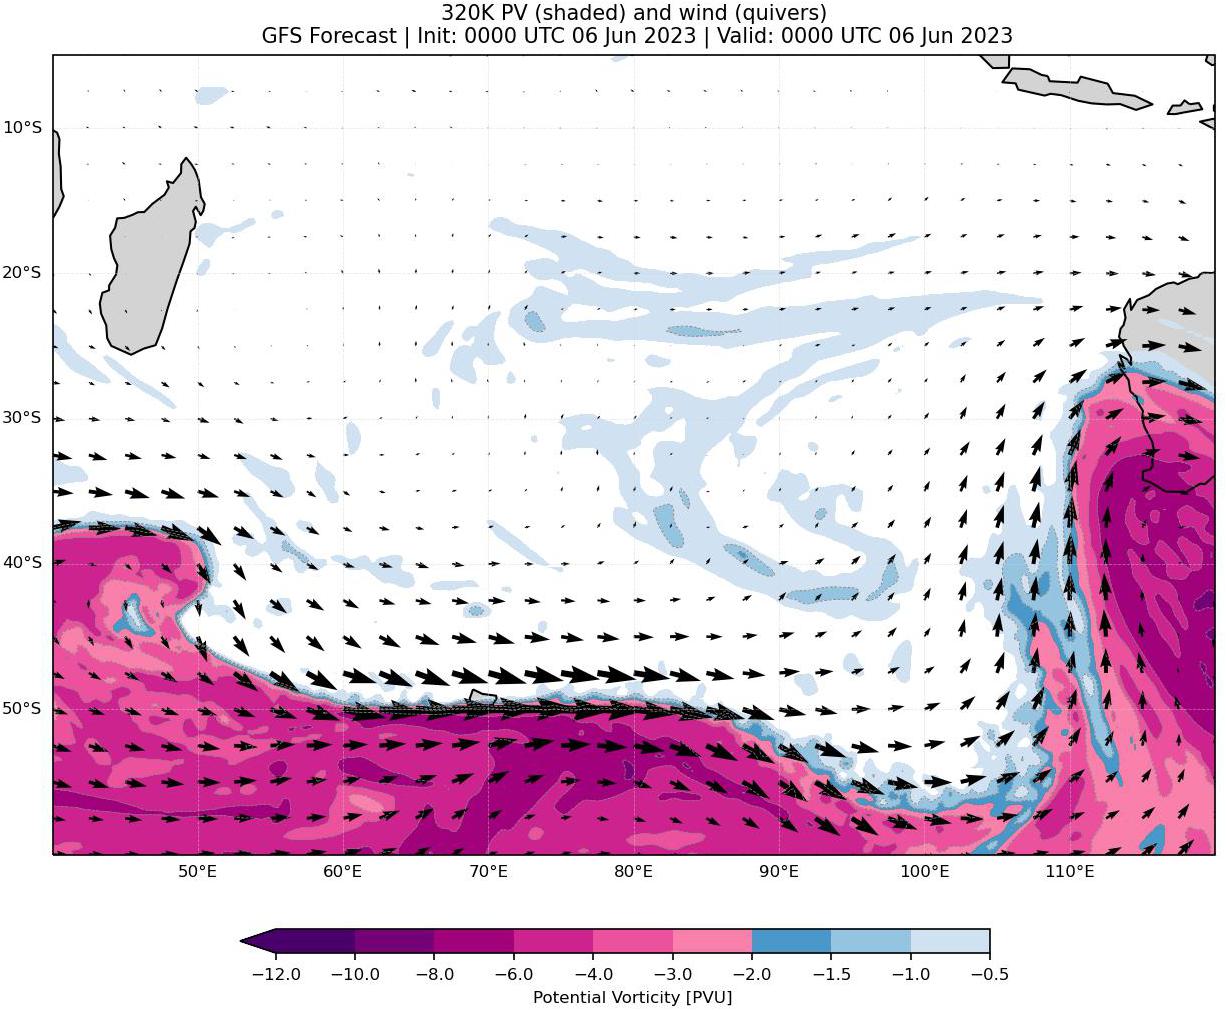 320K PV (shaded) and wind (quivers)
GFS Forecast | Init: 0000 UTC 06 Jun 2023 | Valid: 0000 UTC 06 Jun 2023
10°S
20°S
30°S
40°S
50°S
50°E 60°E 70°E 80°E 90°E 100°E 110°E
−12.0 −10.0 −8.0 −6.0 −4.0 −3.0 −2.0 −1.5 −1.0 −0.5
Potential Vorticity [PVU]